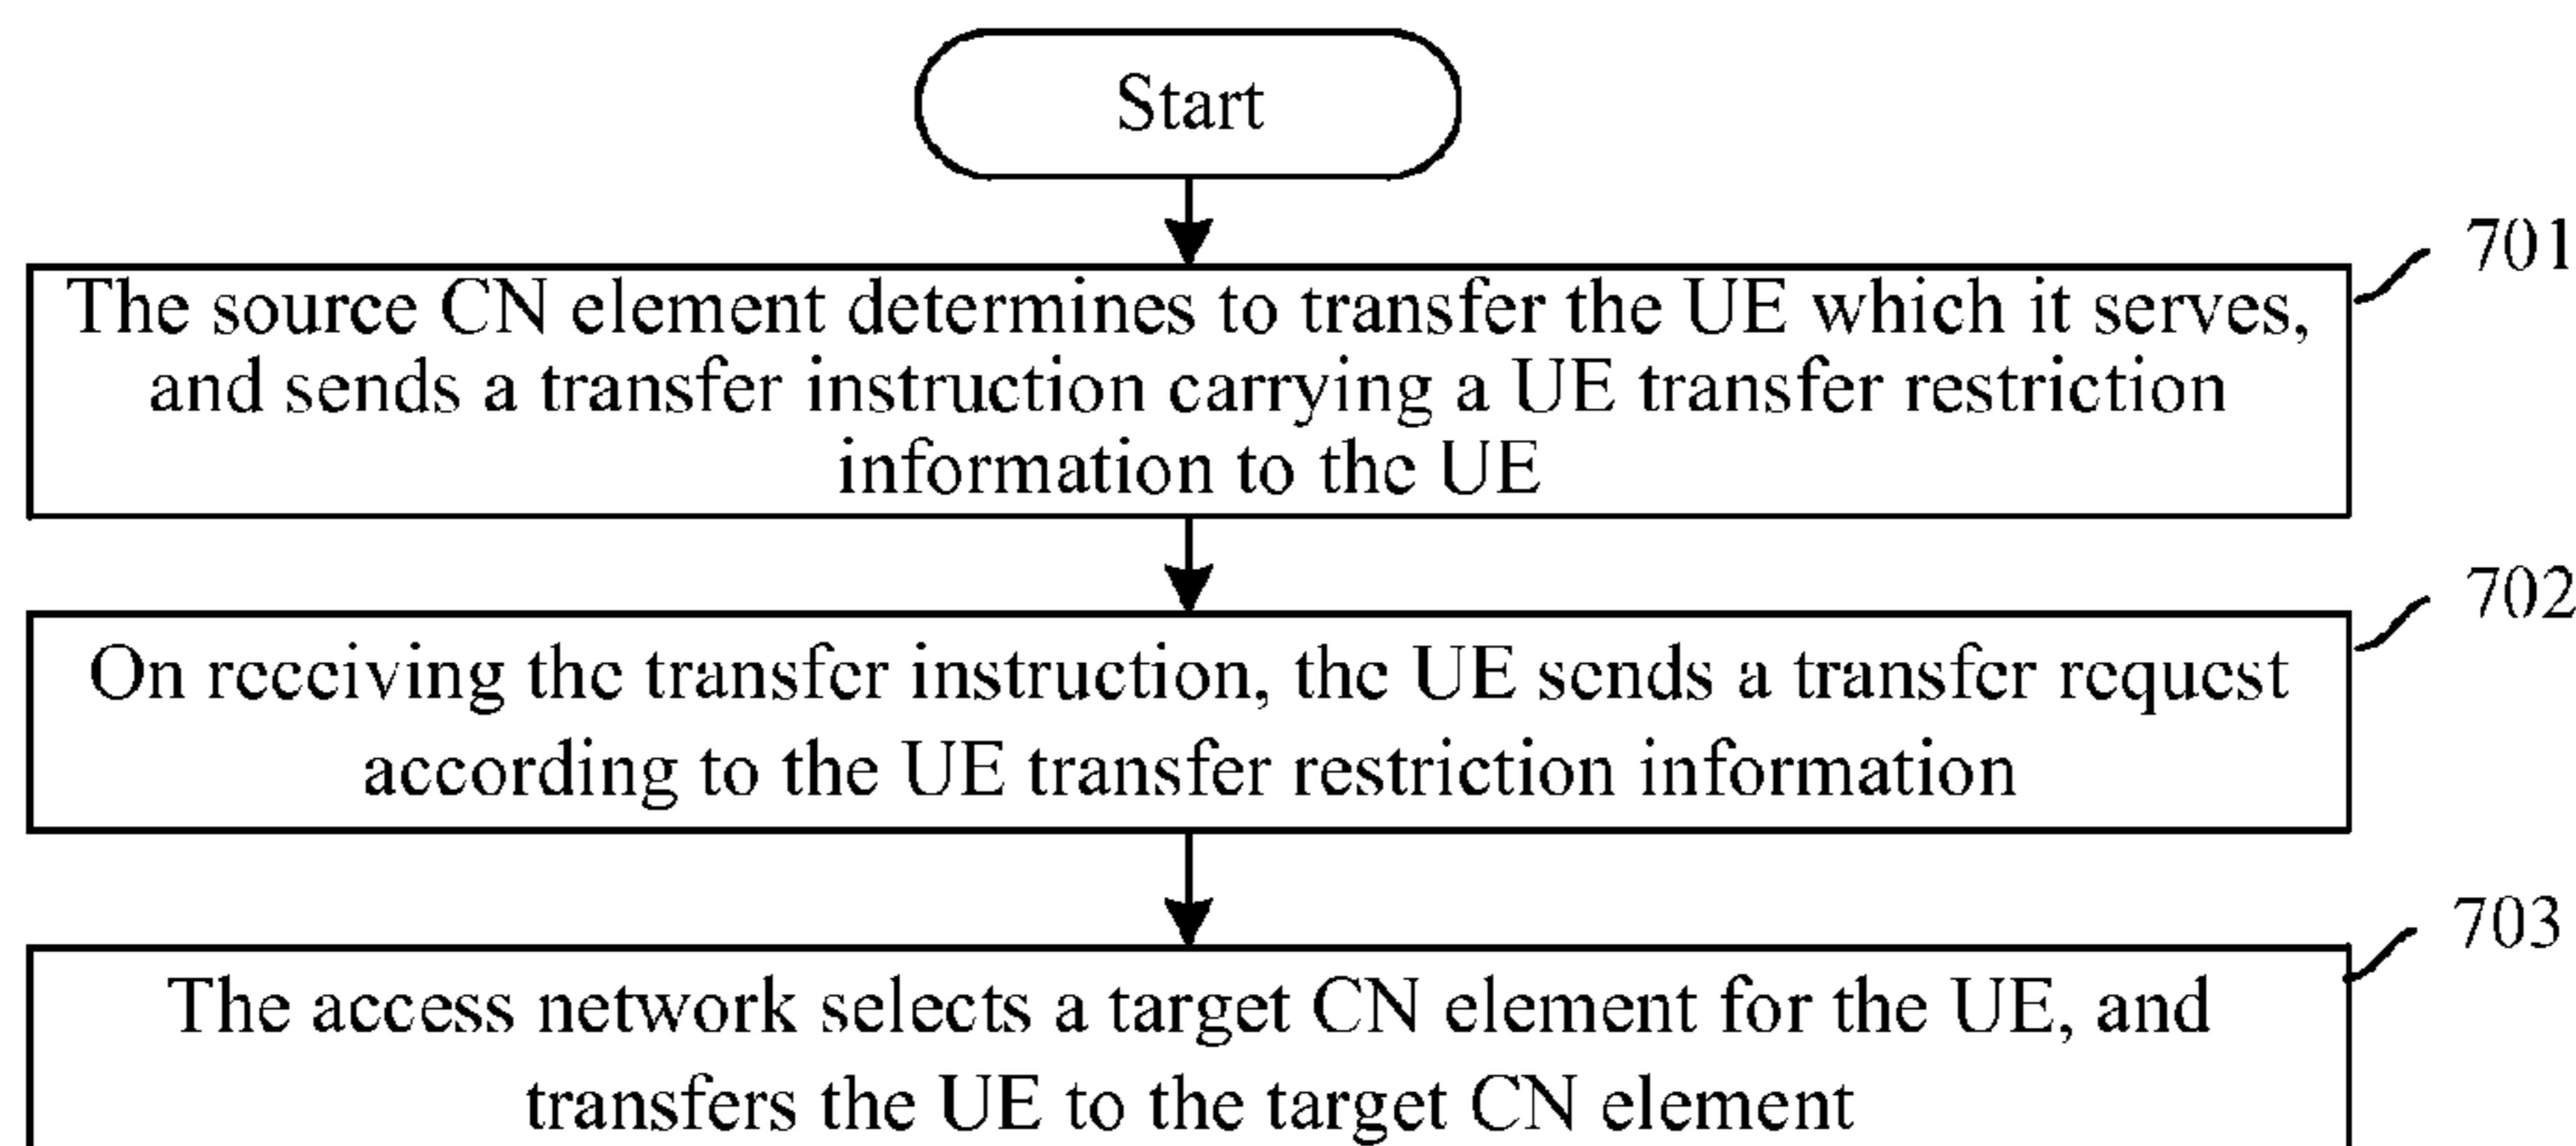 Start
701
The source CN element determines to transfer the UE which it serves,
and sends a transfer instruction carrying a UE transfer restriction
information to the UE
702
On receiving the transfer instruction, the UE sends a transfer request
according to the UE transfer restriction information
703
The access network selects a target CN element for the UE, and
transfers the UE to the target CN element